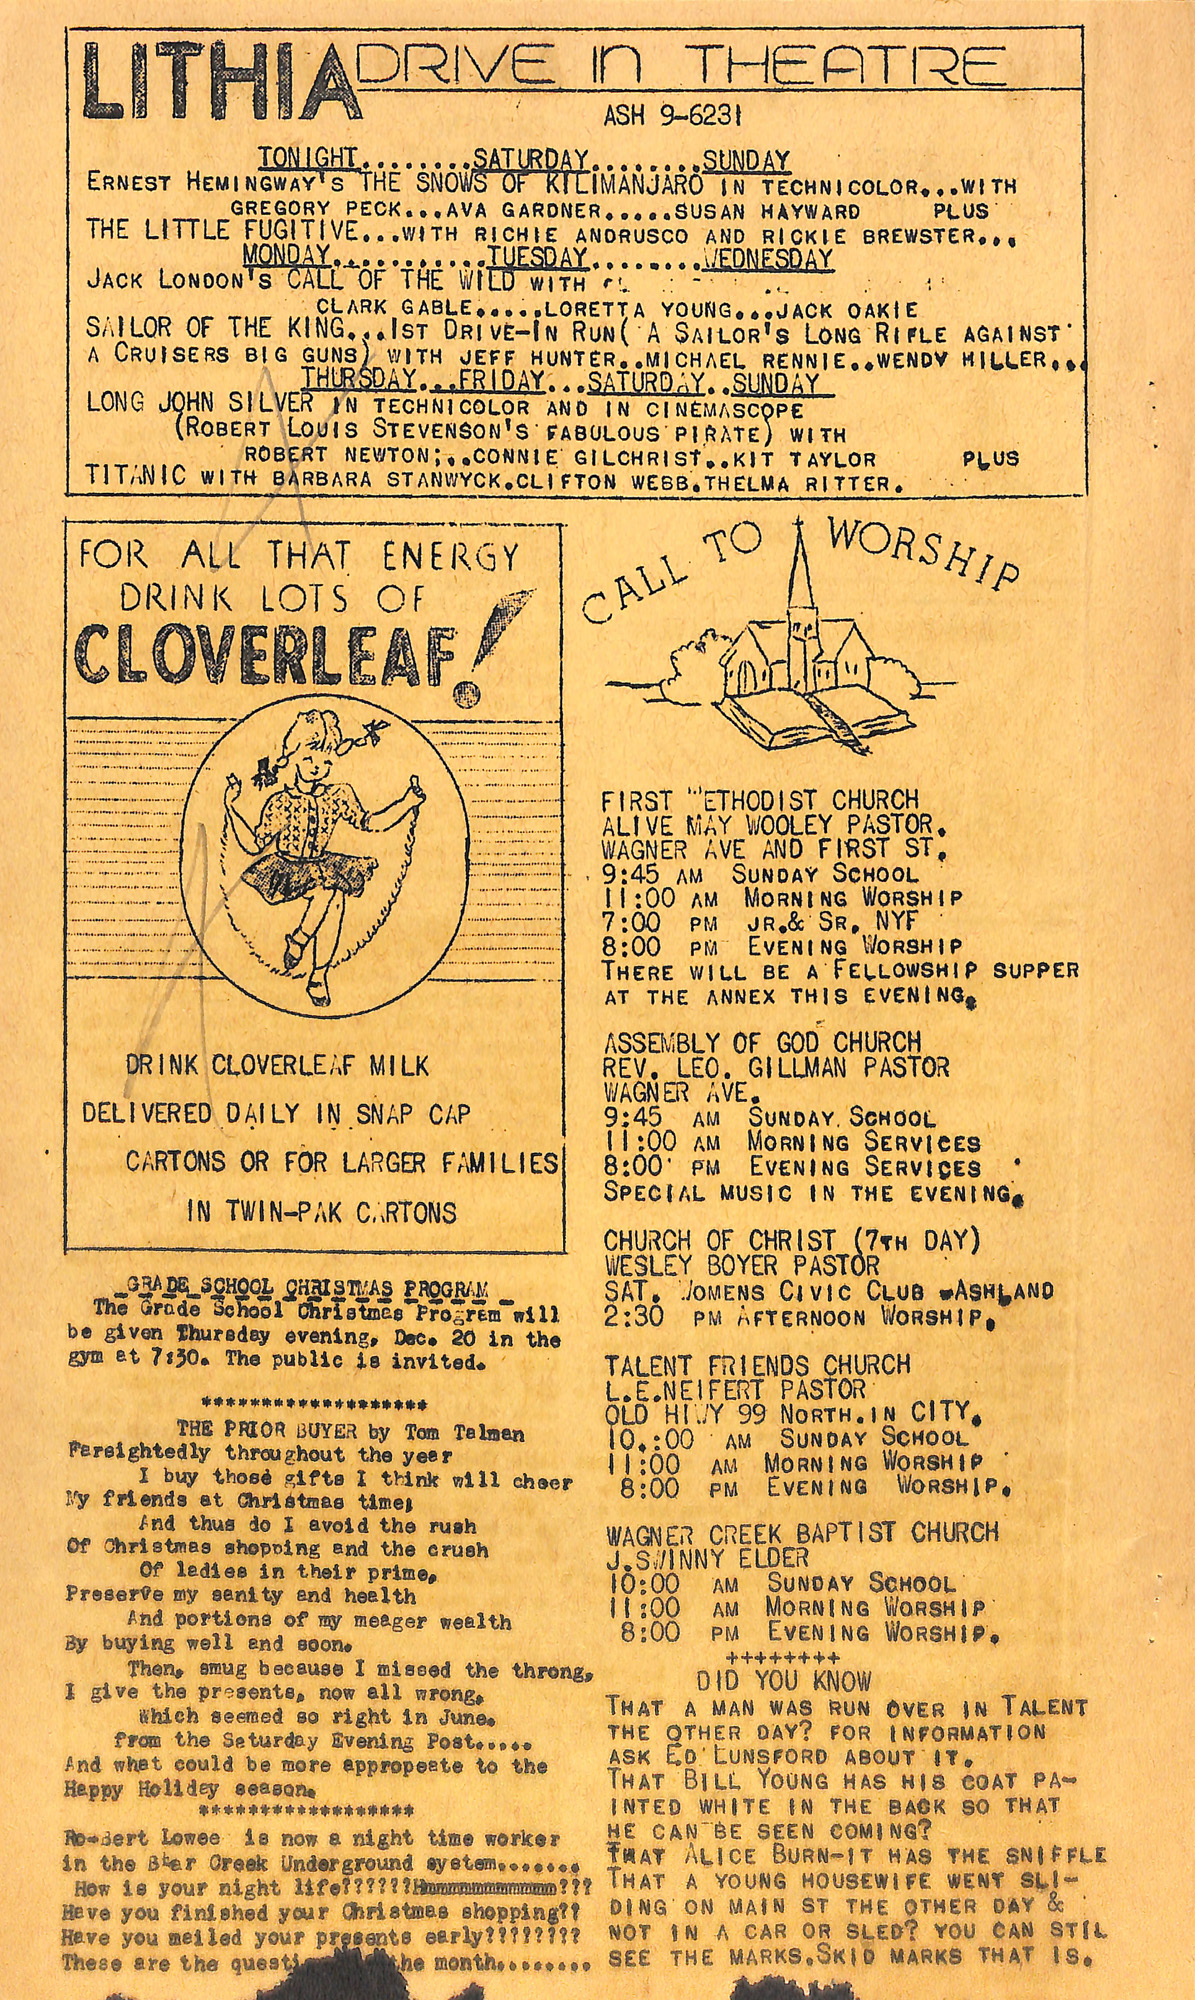 LITHIA DRIVE IN THEATRE
ASH 9-6231
TONIGHT........SATURDAY........SUNDAY
ERNEST HEMINGWAY'S THE SNOWS OF KILIMANJARO IN TECHNICOLOR...WITH
GREGORY PECK...AVA GARDNER.....SUSAN HAYWARD PLUS
THE LITTLE FUGITIVE...WITH RICHIE ANDRUSCO AND RICKIE BREWSTER...
MONDAY...........TUESDAY........WEDNESDAY
JACK LONDON'S CALL OF THE WILD WITH
CLARK GABLE.....LORETTA YOUNG...JACK OAKIE
SAILOR OF THE KING...1ST DRIVE-IN RUN( A SAILOR'S LONG RIFLE AGAINST
A CRUISERS BIG GUNS) WITH JEFF HUNTER..MICHAEL RENNIE..WENDY HILLER...
THURSDAY...FRIDAY...SATURDAY..SUNDAY
LONG JOHN SILVER IN TECHNICOLOR AND IN CINEMASCOPE
(ROBERT LOUIS STEVENSON'S FABULOUS PIRATE) WITH
ROBERT NEWTON;..CONNIE GILCHRIST..KIT TAYLOR PLUS
TITANIC WITH BARBARA STANWYCK.CLIFTON WEBB.THELMA RITTER.
FOR ALL THAT ENERGY
DRINK LOTS OF
CLOVERLEAF!
DRINK CLOVERLEAF MILK
DELIVERED DAILY IN SNAP CAP
CARTONS OR FOR LARGER FAMILIES
IN TWIN-PAK CARTONS
GRADE SCHOOL CHRISTMAS PROGRAM
The Grade School Christmas Program will
be given Thursday evening, Dec. 20 in the
gym at 7:30. The public is invited.
******************
THE PRIOR BUYER by Tom Talman
Farsightedly throughout the year
I buy those gifts I think will cheer
My friends at Christmas time;
And thus do I avoid the rush
Of Christmas shopping and the crush
Of ladies in their prime,
Preserve my sanity and health
And portions of my meager wealth
By buying well and soon.
Then, smug because I missed the throng,
I give the presents, now all wrong,
Which seemed so right in June.
from the Saturday Evening Post.....
And what could be more appropeate to the
Happy Holiday season.
******************
Ro-Bert Lowee is now a night time worker
in the Bear Creek Underground system.......
How is your night life??????Hmmmmmmmmmmm???
Have you finished your Christmas shopping??
Have you mailed your presents early????????
These are the questi he month........
CALL TO WORSHIP
FIRST METHODIST CHURCH
ALIVE MAY WOOLEY PASTOR.
WAGNER AVE AND FIRST ST.
9:45 AM SUNDAY SCHOOL
11:00 AM MORNING WORSHIP
7:00 PM JR.& SR. NYF
8:00 PM EVENING WORSHIP
THERE WILL BE A FELLOWSHIP SUPPER
AT THE ANNEX THIS EVENING.
ASSEMBLY OF GOD CHURCH
REV. LEO. GILLMAN PASTOR
WAGNER AVE.
9:45 AM SUNDAY SCHOOL
11:00 AM MORNING SERVICES
8:00 PM EVENING SERVICES
SPECIAL MUSIC IN THE EVENING.
CHURCH OF CHRIST (7TH DAY)
WESLEY BOYER PASTOR
SAT. WOMENS CIVIC CLUB -ASHLAND
2:30 PM AFTERNOON WORSHIP.
TALENT FRIENDS CHURCH
L.E.NEIFERT PASTOR
OLD HIWY 99 NORTH.IN CITY.
10.:00 AM SUNDAY SCHOOL
11:00 AM MORNING WORSHIP
8:00 PM EVENING WORSHIP.
WAGNER CREEK BAPTIST CHURCH
J.SWINNY ELDER
10:00 AM SUNDAY SCHOOL
11:00 AM MORNING WORSHIP
8:00 PM EVENING WORSHIP.
++++++++
DID YOU KNOW
THAT A MAN WAS RUN OVER IN TALENT
THE OTHER DAY? FOR INFORMATION
ASK ED LUNSFORD ABOUT IT.
THAT BILL YOUNG HAS HIS COAT PA-
INTED WHITE IN THE BACK SO THAT
HE CAN BE SEEN COMING?
THAT ALICE BURN-IT HAS THE SNIFFLE
THAT A YOUNG HOUSEWIFE WENT SLI-
DING ON MAIN ST THE OTHER DAY &
NOT IN A CAR OR SLED? YOU CAN STIL
SEE THE MARKS.SKID MARKS THAT IS.